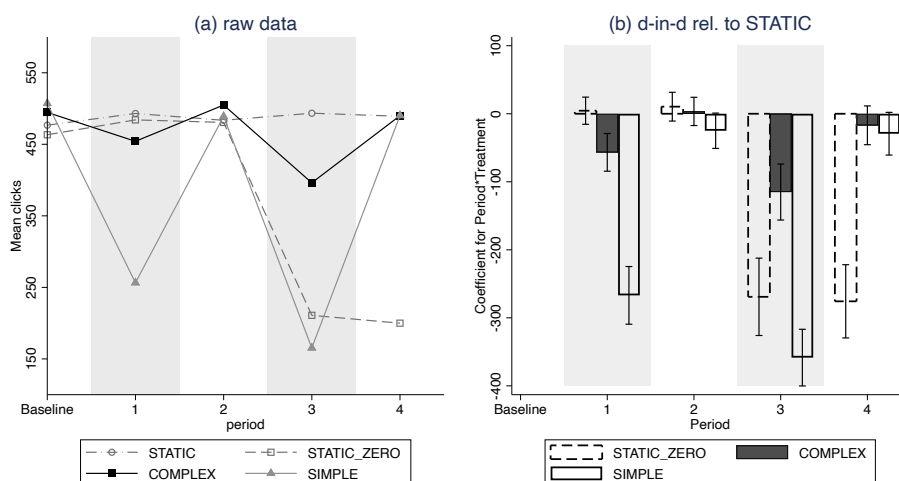 (a) raw data
Mean clicks
550
450
350
250
150
Baseline 1 2 3 4
period
STATIC STATIC_ZERO
COMPLEX SIMPLE
(b) d-in-d rel. to STATIC
Coefficient for Period*Treatment
100
0
-100
-200
-300
-400
Baseline 1 2 3 4
Period
STATIC_ZERO COMPLEX
SIMPLE